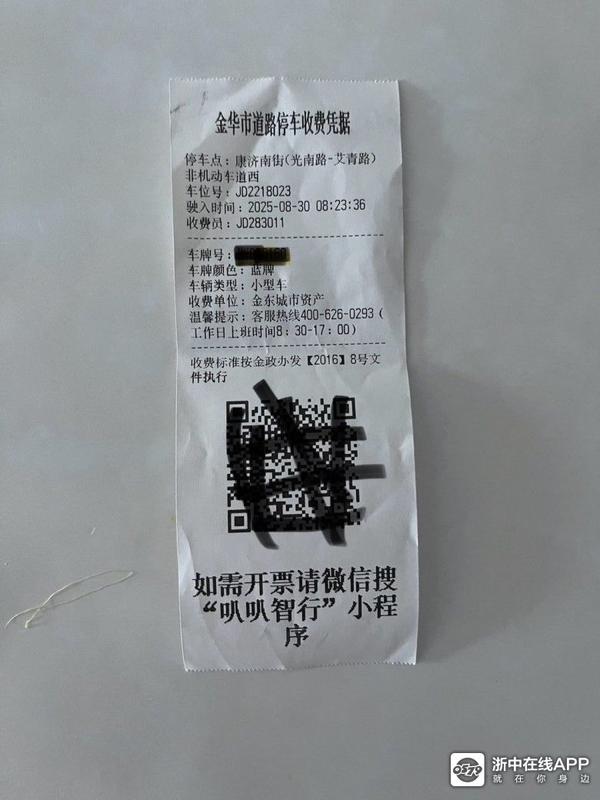 金华市道路停车收费凭据
停车点：康济南街(光南路-艾青路)
非机动车道西
车位号：JD2218023
驶入时间：2025-08-30 08:23:36
收费员：JD283011
车牌号：
车牌颜色：蓝牌
车辆类型：小型车
收费单位：金东城市资产
温馨提示：客服热线400-626-0293（
工作日上班时间8：30-17：00）
收费标准按金政办发【2016】8号文
件执行
如需开票请微信搜
“叭叭智行”小程
序
浙中在线APP
就在你身边